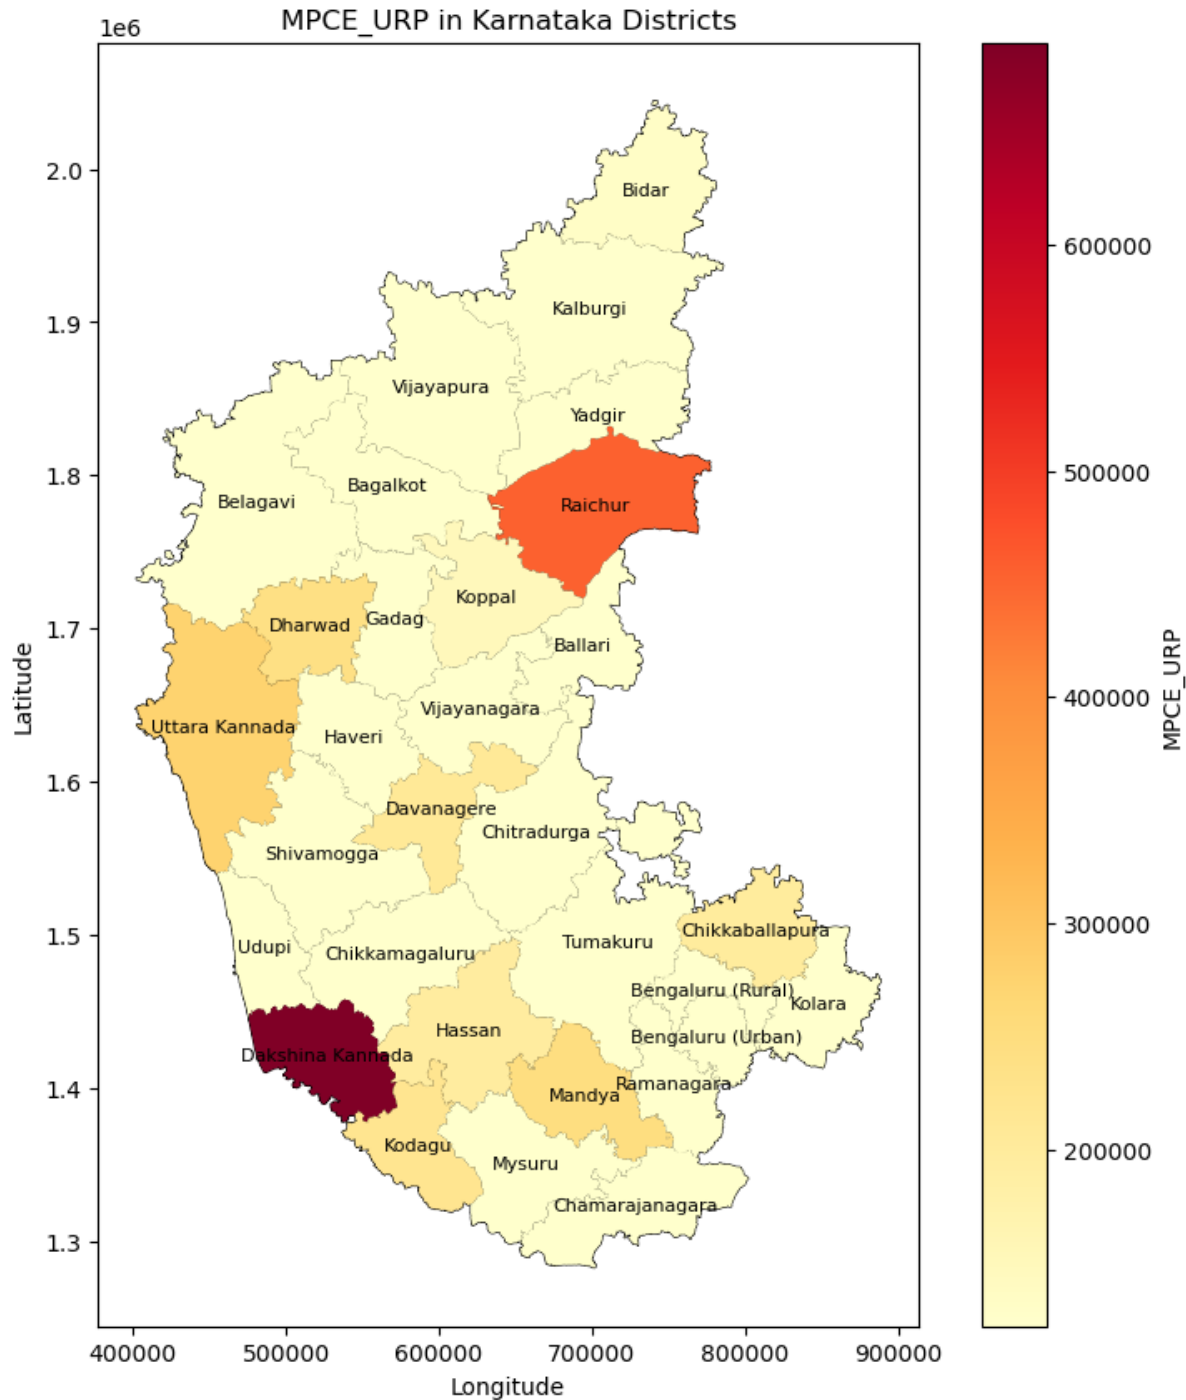 MPCE_URP in Karnataka Districts
1e6
2.0
1.9
1.8
1.7
1.6
1.5
1.4
1.3
Latitude
Bidar
Kalburgi
Vijayapura
Yadgir
Bagalkot
Belagavi
Raichur
Koppal
Gadag
Dharwad
Ballari
Vijayanagara
Uttara Kannada
Haveri
Davanagere
Chitradurga
Shivamogga
Chikkaballapura
Tumakuru
Udupi
Chikkamagaluru
Bengaluru (Rural)
Kolara
Hassan
Bengaluru (Urban)
Dakshina Kannada
Ramanagara
Mandya
Kodagu
Mysuru
Chamarajanagara
400000 500000 600000 700000 800000 900000
Longitude
600000
500000
400000
300000
200000
MPCE_URP